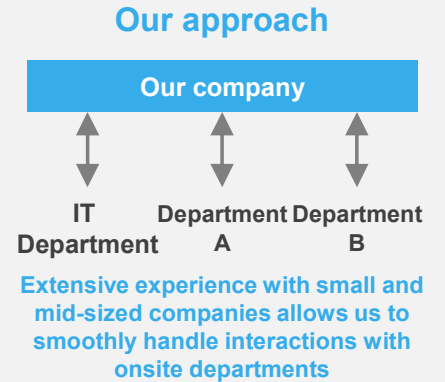 Our approach
Our company
IT Department
Department A
Department B
Extensive experience with small and
mid-sized companies allows us to
smoothly handle interactions with
onsite departments